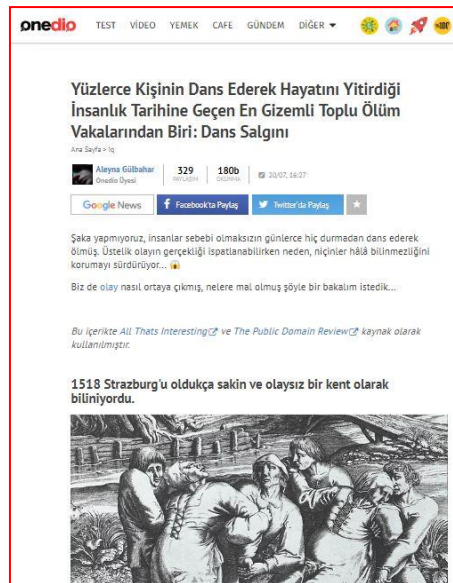 onedio TEST VİDEO YEMEK CAFE GÜNDEM DİĞER
Yüzlerce Kişinin Dans Ederek Hayatını Yitirdiği
İnsanlık Tarihine Geçen En Gizemli Toplu Ölüm
Vakalarından Biri: Dans Salgını
Ana Sayfa > Iq
Aleyna Gülbahar
Onedio Üyesi
329
PAYLAŞIM
180b
OKUNMA
20/07, 16:27
Google News
Facebook'ta Paylaş
Twitter'da Paylaş
Şaka yapmıyoruz, insanlar sebebi olmaksızın günlerce hiç durmadan dans ederek
ölmüş. Üstelik olayın gerçekliği ispatlanabilirken neden, niçinler hâlâ bilinmezliğini
korumayı sürdürüyor...
Biz de olay nasıl ortaya çıkmış, nelere mal olmuş şöyle bir bakalım istedik...
Bu içerikte All Thats Interesting ve The Public Domain Review kaynak olarak
kullanılmıştır.
1518 Strazburg'u oldukça sakin ve olaysız bir kent olarak
biliniyordu.